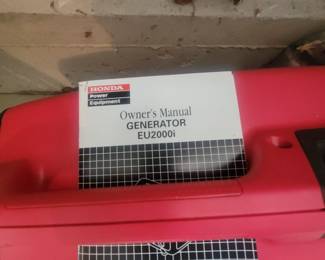 HONDA
Power
Equipment
Owner's Manual
GENERATOR
EU2000i